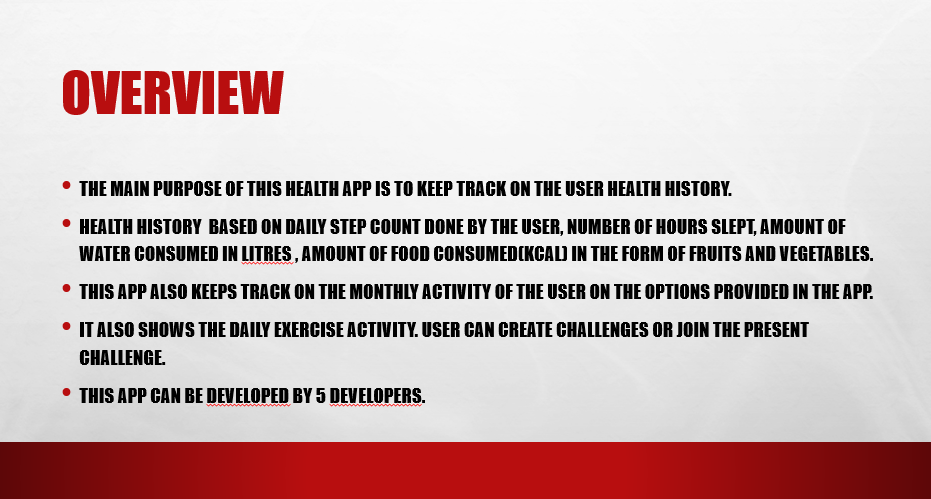 OVERVIEW
• THE MAIN PURPOSE OF THIS HEALTH APP IS TO KEEP TRACK ON THE USER HEALTH HISTORY.
• HEALTH HISTORY  BASED ON DAILY STEP COUNT DONE BY THE USER, NUMBER OF HOURS SLEPT, AMOUNT OF
WATER CONSUMED IN LITRES , AMOUNT OF FOOD CONSUMED(KCAL) IN THE FORM OF FRUITS AND VEGETABLES.
• THIS APP ALSO KEEPS TRACK ON THE MONTHLY ACTIVITY OF THE USER ON THE OPTIONS PROVIDED IN THE APP.
• IT ALSO SHOWS THE DAILY EXERCISE ACTIVITY. USER CAN CREATE CHALLENGES OR JOIN THE PRESENT
CHALLENGE.
• THIS APP CAN BE DEVELOPED BY 5 DEVELOPERS.